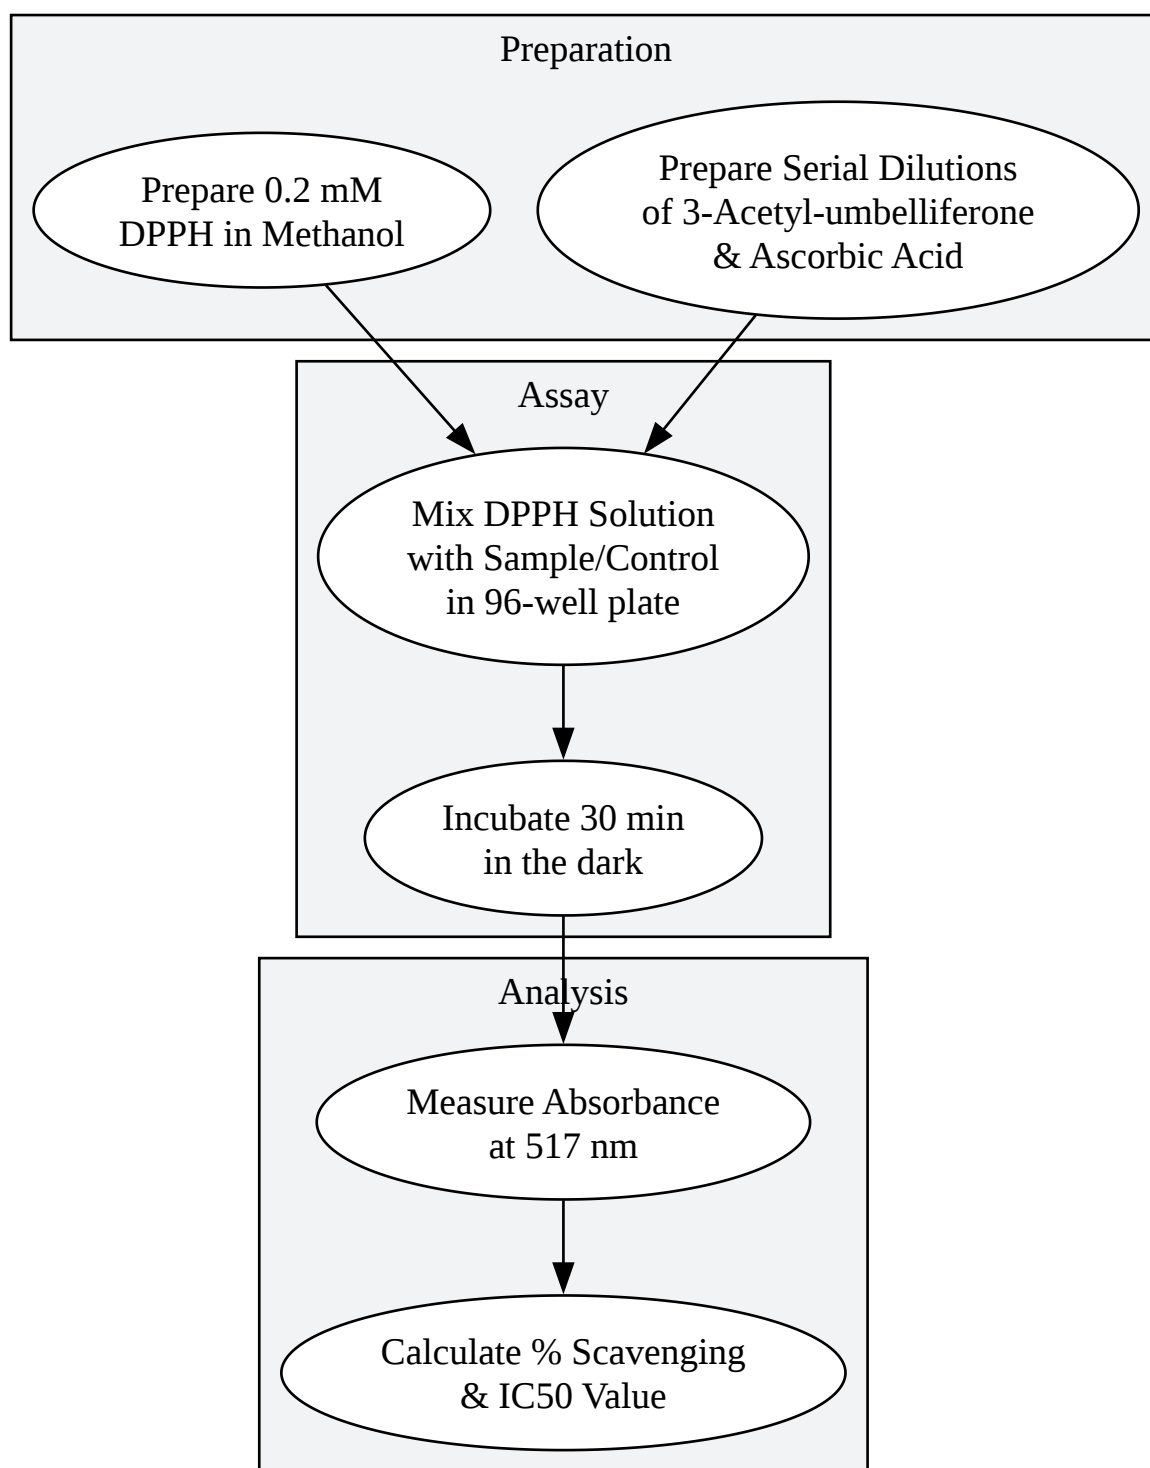 Preparation
Prepare 0.2 mM
DPPH in Methanol
Prepare Serial Dilutions
of 3-Acetyl-umbelliferone
& Ascorbic Acid
Assay
Mix DPPH Solution
with Sample/Control
in 96-well plate
Incubate 30 min
in the dark
Analysis
Measure Absorbance
at 517 nm
Calculate % Scavenging
& IC50 Value